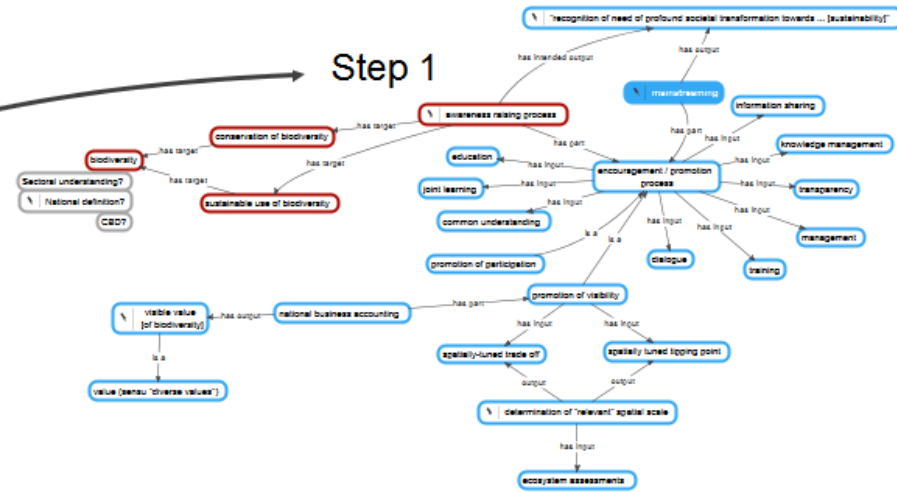 "recognition of need of profound societal transformation towards ... [sustainability]"
Step 1
has intended output
has output
mainstreaming
information sharing
awareness raising process
has target
conservation of biodiversity
has part
has part
has input
knowledge management
education
has input
has target
biodiversity
has target
has input
encouragement / promotion
process
has input
transparency
Sectoral understanding?
has target
joint learning
has input
National definition?
sustainable use of biodiversity
has input
has input
CBD?
common understanding
has input
has input
management
is a
is a
promotion of participation
dialogue
training
promotion of visibility
has part
visible value
[of biodiversity]
has output
national business accounting
has input
has input
is a
spatially-tuned trade off
spatially tuned tipping point
output
output
value (sensu "diverse values")
determination of "relevant" spatial scale
has input
ecosystem assessments